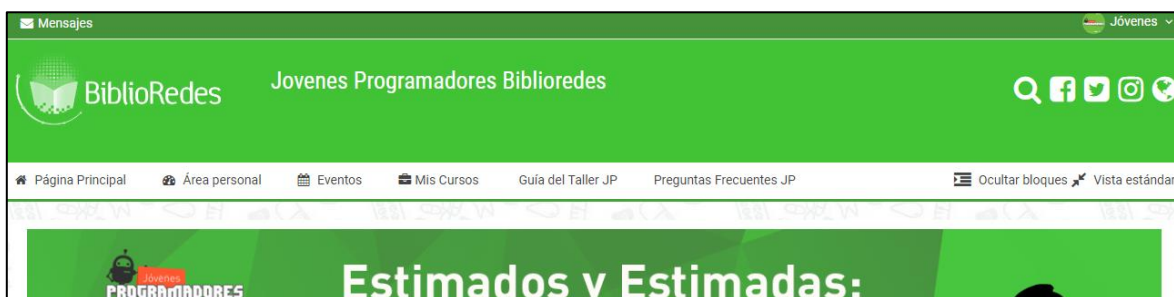 Mensajes
Jóvenes
BiblioRedes
Jovenes Programadores Biblioredes
Página Principal
Área personal
Eventos
Mis Cursos
Guía del Taller JP
Preguntas Frecuentes JP
Ocultar bloques
Vista estándar
Jóvenes
PROGRAMADORES
Estimados y Estimadas: